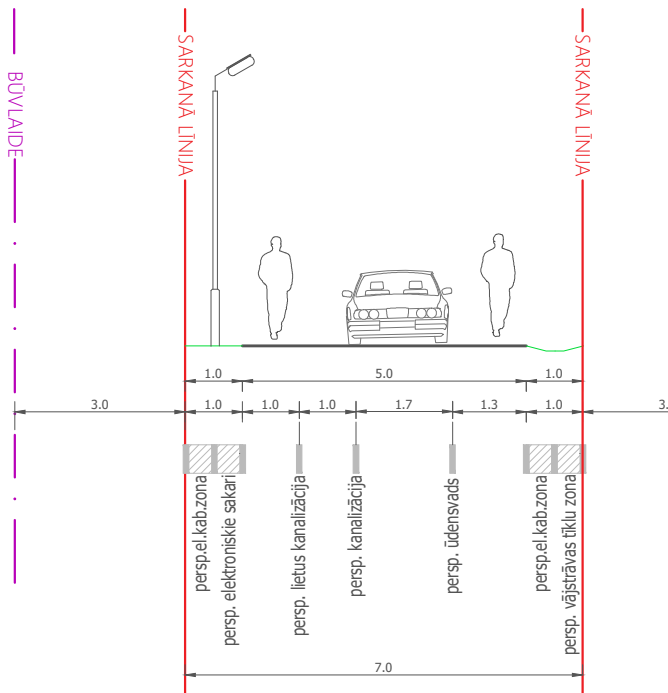 BŪVLAIDE
SARKANĀ LĪNIJA
SARKANĀ LĪNIJA
1.0
5.0
1.0
3.0
1.0
1.0
1.0
1.7
1.3
1.0
3.
persp.el.kab.zona
persp. elektroniskie sakari
persp. lietus kanalizācija
persp. kanalizācija
persp. ūdensvads
persp.el.kab.zona
persp. vājstrāvas tīklu zona
7.0